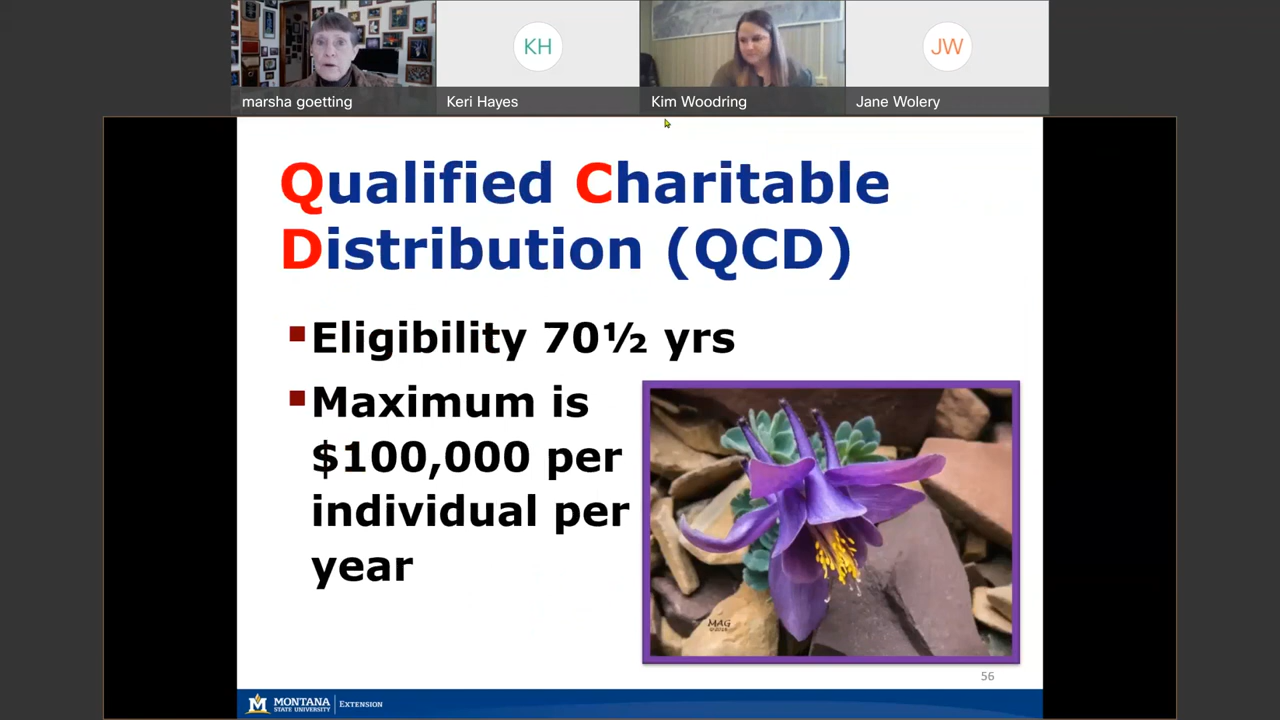 marsha goetting
KH
Keri Hayes
Kim Woodring
JW
Jane Wolery
Qualified Charitable
Distribution (QCD)
Eligibility 70½ yrs
Maximum is
$100,000 per
individual per
year
MAG
56
MONTANA
STATE UNIVERSITY
EXTENSION